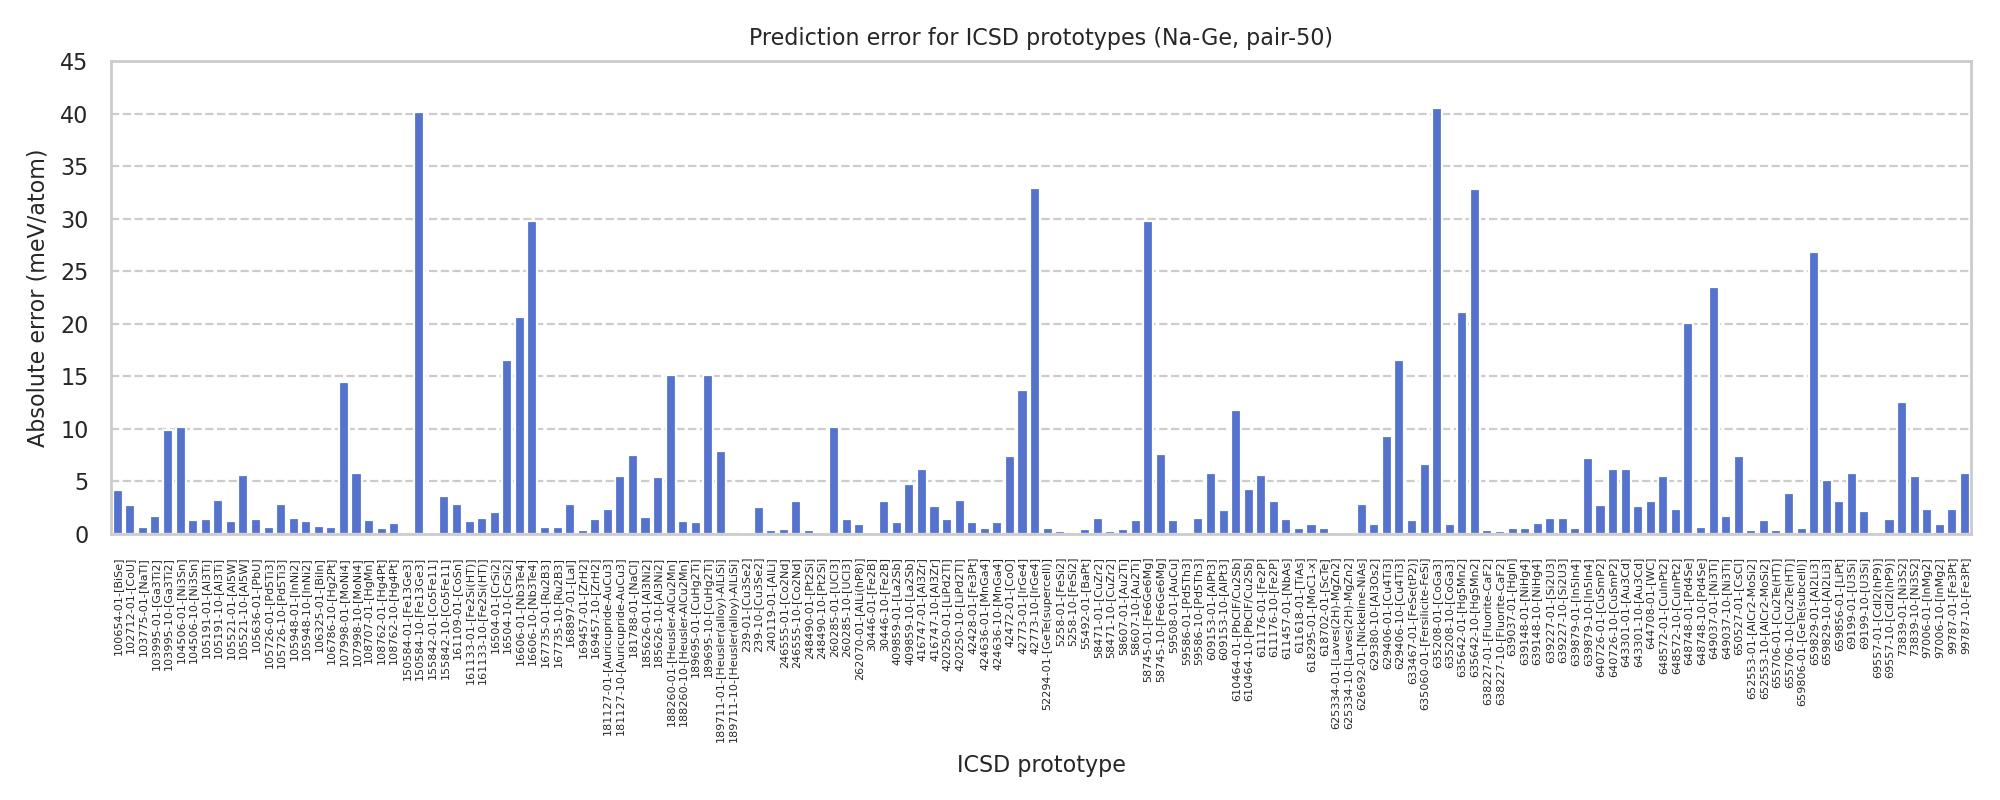 Prediction error for ICSD prototypes (Na-Ge, pair-50)
Absolute error (meV/atom)
45
40
35
30
25
20
15
10
5
0
100654-01-[BiSe]
102712-01-[CoU]
103775-01-[NaTl]
103995-01-[Ga3Ti2]
103995-10-[Ga3Ti2]
104506-01-[Ni3Sn]
104506-10-[Ni3Sn]
105191-01-[Al3Ti]
105191-10-[Al3Ti]
105521-01-[Al5W]
105521-10-[Al5W]
105636-01-[PbU]
105726-01-[Pd5Ti3]
105726-10-[Pd5Ti3]
105948-01-[InNi2]
105948-10-[InNi2]
106325-01-[BiIn]
106786-10-[Hg2Pt]
107998-01-[MoNi4]
107998-10-[MoNi4]
108707-01-[HgMn]
108762-01-[Hg4Pt]
108762-10-[Hg4Pt]
150584-01-[Fe13Ge3]
150584-10-[Fe13Ge3]
155842-01-[Co5Fe11]
155842-10-[Co5Fe11]
161109-01-[CoSn]
161133-01-[Fe2Si(HT)]
161133-10-[Fe2Si(HT)]
16504-01-[CrSi2]
16504-10-[CrSi2]
16606-01-[Nb3Te4]
16606-10-[Nb3Te4]
167735-01-[Ru2B3]
167735-10-[Ru2B3]
168897-01-[LaI]
169457-01-[ZrH2]
169457-10-[ZrH2]
181127-01-[Auricupride-AuCu3]
181127-10-[Auricupride-AuCu3]
181788-01-[NaCl]
185626-01-[Al3Ni2]
185626-10-[Al3Ni2]
188260-01-[Heusler-AlCu2Mn]
188260-10-[Heusler-AlCu2Mn]
189695-01-[CuHg2Ti]
189695-10-[CuHg2Ti]
189711-01-[Heusler(alloy)-AlLiSi]
189711-10-[Heusler(alloy)-AlLiSi]
239-01-[Cu3Se2]
239-10-[Cu3Se2]
240119-01-[AlLi]
246555-01-[Co2Nd]
246555-10-[Co2Nd]
248490-01-[Pt2Si]
248490-10-[Pt2Si]
260285-01-[UCl3]
260285-10-[UCl3]
262070-01-[AlLi(hP8)]
30446-01-[Fe2B]
30446-10-[Fe2B]
409859-01-[La2Sb]
409859-10-[La2Sb]
416747-01-[Al3Zr]
416747-10-[Al3Zr]
420250-01-[LiPd2Tl]
420250-10-[LiPd2Tl]
42428-01-[Fe3Pt]
424636-01-[MnGa4]
424636-10-[MnGa4]
42472-01-[CoO]
42773-01-[IrGe4]
42773-10-[IrGe4]
52294-01-[GeTe(supercell)]
5258-01-[FeSi2]
5258-10-[FeSi2]
55492-01-[BaPt]
58471-01-[CuZr2]
58471-10-[CuZr2]
58607-01-[Au2Ti]
58607-10-[Au2Ti]
58745-01-[Fe6Ge6Mg]
58745-10-[Fe6Ge6Mg]
59508-01-[AuCu]
59586-01-[Pd5Th3]
59586-10-[Pd5Th3]
609153-01-[AlPt3]
609153-10-[AlPt3]
610464-01-[PbClF/Cu2Sb]
610464-10-[PbClF/Cu2Sb]
611176-01-[Fe2P]
611176-10-[Fe2P]
611457-01-[NbAs]
611618-01-[TiAs]
618295-01-[MoC1-x]
618702-01-[ScTe]
625334-01-[Laves(2H)-MgZn2]
625334-10-[Laves(2H)-MgZn2]
626692-01-[Nickeline-NiAs]
629380-10-[Al3Os2]
629406-01-[Cu4Ti3]
629406-10-[Cu4Ti3]
633467-01-[FeSe(tP2)]
635060-01-[Fersilicite-FeSi]
635208-01-[CoGa3]
635208-10-[CoGa3]
635642-01-[Hg5Mn2]
635642-10-[Hg5Mn2]
638227-01-[Fluorite-CaF2]
638227-10-[Fluorite-CaF2]
639037-01-[HgIn]
639148-01-[NiHg4]
639148-10-[NiHg4]
639227-01-[Si2U3]
639227-10-[Si2U3]
639879-01-[In5In4]
639879-10-[In5In4]
640726-01-[CuSmP2]
640726-10-[CuSmP2]
643301-01-[Au3Cd]
643301-10-[Au3Cd]
644708-01-[WC]
648572-01-[CuInPt2]
648572-10-[CuInPt2]
648748-01-[Pd4Se]
648748-10-[Pd4Se]
649037-01-[Ni3Ti]
649037-10-[Ni3Ti]
650527-01-[CsCl]
652553-01-[AlCr2-MoSi2]
652553-10-[AlCr2-MoSi2]
655706-01-[Cu2Te(HT)]
655706-10-[Cu2Te(HT)]
659806-01-[GeTe(subcell)]
659829-01-[Al2Li3]
659829-10-[Al2Li3]
659856-01-[LiPt]
69199-01-[U3Si]
69199-10-[U3Si]
69557-01-[CdI2(hP9)]
69557-10-[CdI2(hP9)]
73839-01-[Ni3S2]
73839-10-[Ni3S2]
97006-01-[InMg2]
97006-10-[InMg2]
99787-01-[Fe3Pt]
99787-10-[Fe3Pt]
ICSD prototype